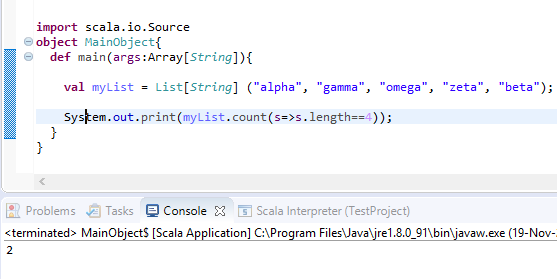 import scala.io.Source
object MainObject{
def main(args:Array[String]){
val myList = List[String] ("alpha", "gamma", "omega", "zeta", "beta");
System.out.print(myList.count(s=>s.length==4));
}
}
Problems Tasks Console Scala Interpreter (TestProject)
<terminated> MainObject$ [Scala Application] C:\Program Files\Java\jre1.8.0_91\bin\javaw.exe (19-Nov-
2